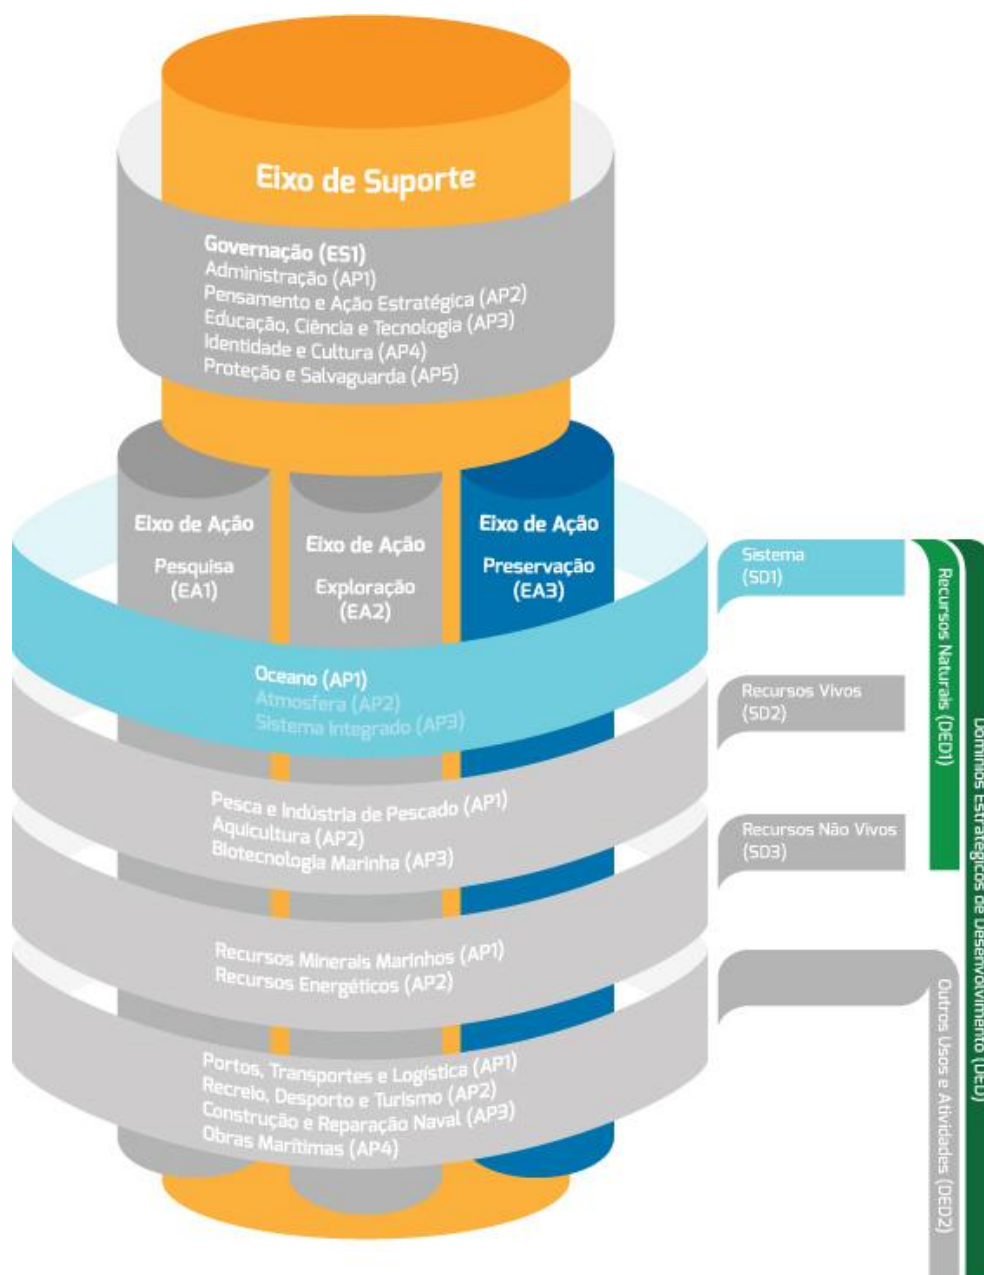 Eixo de Suporte
Governação (ES1)
Administração (AP1)
Pensamento e Ação Estratégica (AP2)
Educação, Ciência e Tecnologia (AP3)
Identidade e Cultura (AP4)
Proteção e Salvaguarda (AP5)
Eixo de Ação
Pesquisa
(EA1)
Eixo de Ação
Exploração
(EA2)
Eixo de Ação
Preservação
(EA3)
Oceano (AP1)
Atmosfera (AP2)
Sistema Integrado (AP3)
Sistema
(SD1)
Pesca e Indústria de Pescado (AP1)
Aquicultura (AP2)
Biotecnologia Marinha (AP3)
Recursos Vivos
(SD2)
Recursos Minerais Marinhos (AP1)
Recursos Energéticos (AP2)
Recursos Não Vivos
(SD3)
Portos, Transportes e Logística (AP1)
Recreio, Desporto e Turismo (AP2)
Construção e Reparação Naval (AP3)
Obras Marítimas (AP4)
Recursos Naturais (DED1)
Outros Usos e Atividades (DED2)
Domínios Estratégicos de Desenvolvimento (DED)